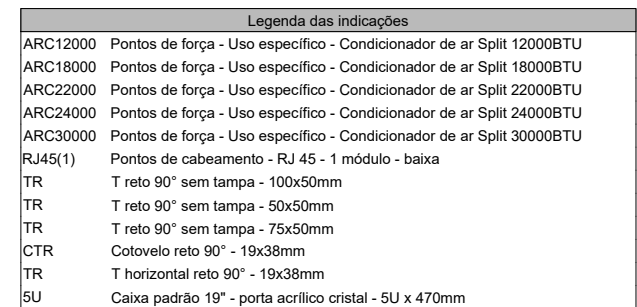 Legenda das indicações
ARC12000 Pontos de força - Uso específico - Condicionador de ar Split 12000BTU
ARC18000 Pontos de força - Uso específico - Condicionador de ar Split 18000BTU
ARC22000 Pontos de força - Uso específico - Condicionador de ar Split 22000BTU
ARC24000 Pontos de força - Uso específico - Condicionador de ar Split 24000BTU
ARC30000 Pontos de força - Uso específico - Condicionador de ar Split 30000BTU
RJ45(1) Pontos de cabeamento - RJ 45 - 1 módulo - baixa
TR T reto 90° sem tampa - 100x50mm
TR T reto 90° sem tampa - 50x50mm
TR T reto 90° sem tampa - 75x50mm
CTR Cotovelo reto 90° - 19x38mm
TR T horizontal reto 90° - 19x38mm
5U Caixa padrão 19" - porta acrílico cristal - 5U x 470mm